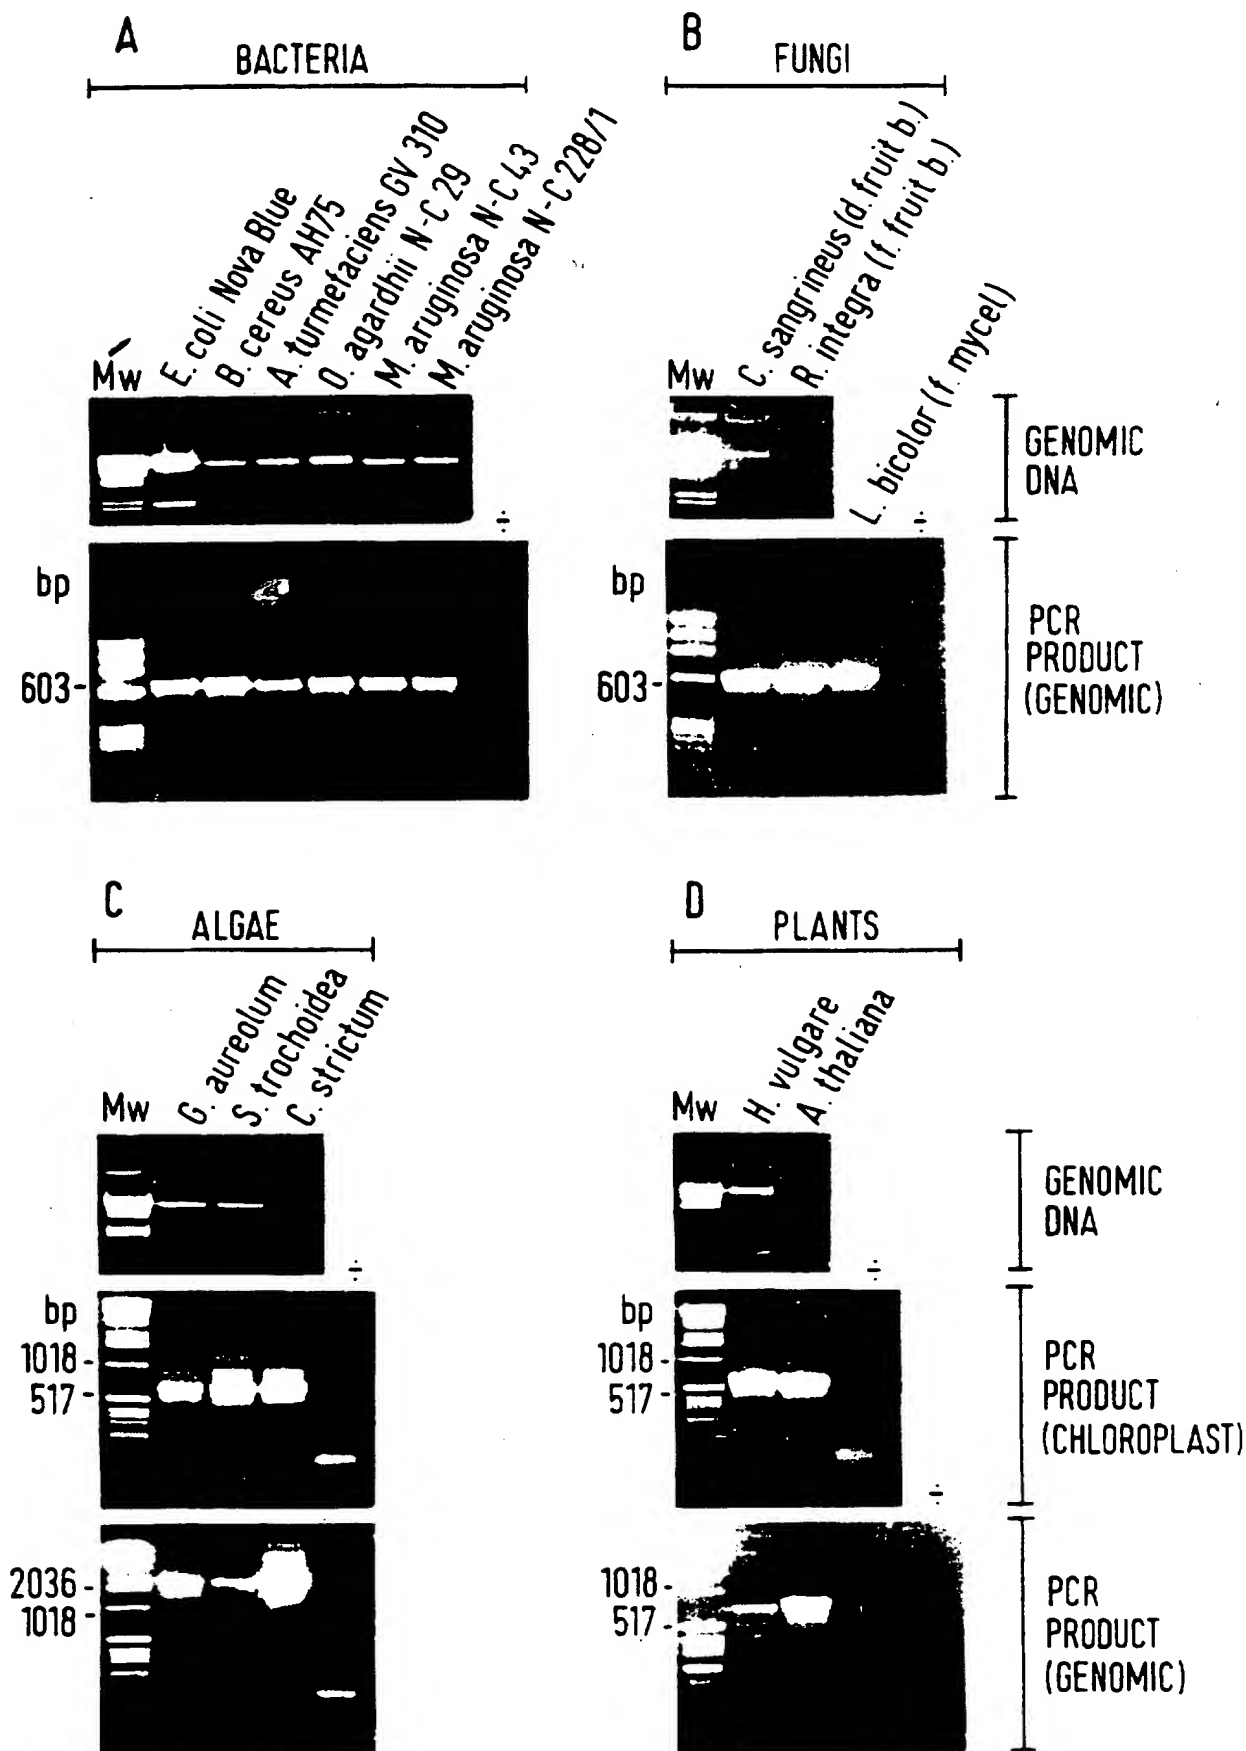 A
BACTERIA
Mw
E. coli Nova Blue
B. cereus AH75
A. turmefaciens GV 310
O. agardhii N-C 29
M. aruginosa N-C 43
M. aruginosa N-C 228/1
÷
bp
603-
B
FUNGI
Mw
C. sangrineus (d. fruit b.)
R. integra (f. fruit b.)
L. bicolor (f. mycel)
÷
bp
603-
GENOMIC
DNA
PCR
PRODUCT
(GENOMIC)
C
ALGAE
Mw
G. aureolum
S. trochoidea
C. strictum
÷
bp
1018-
517-
2036-
1018-
D
PLANTS
Mw
H. vulgare
A. thaliana
÷
bp
1018-
517-
÷
1018-
517-
GENOMIC
DNA
PCR
PRODUCT
(CHLOROPLAST)
PCR
PRODUCT
(GENOMIC)